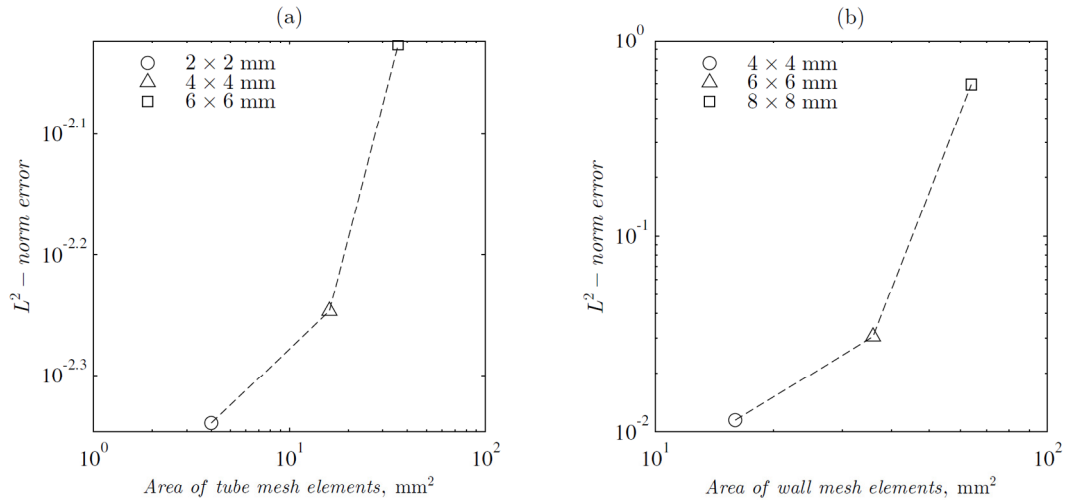 (a)
2 × 2 mm
4 × 4 mm
6 × 6 mm
10^-2.1
10^-2.2
10^-2.3
L^2 − norm error
10^0
10^1
10^2
Area of tube mesh elements, mm^2
(b)
4 × 4 mm
6 × 6 mm
8 × 8 mm
10^0
10^-1
10^-2
L^2 − norm error
10^1
10^2
Area of wall mesh elements, mm^2